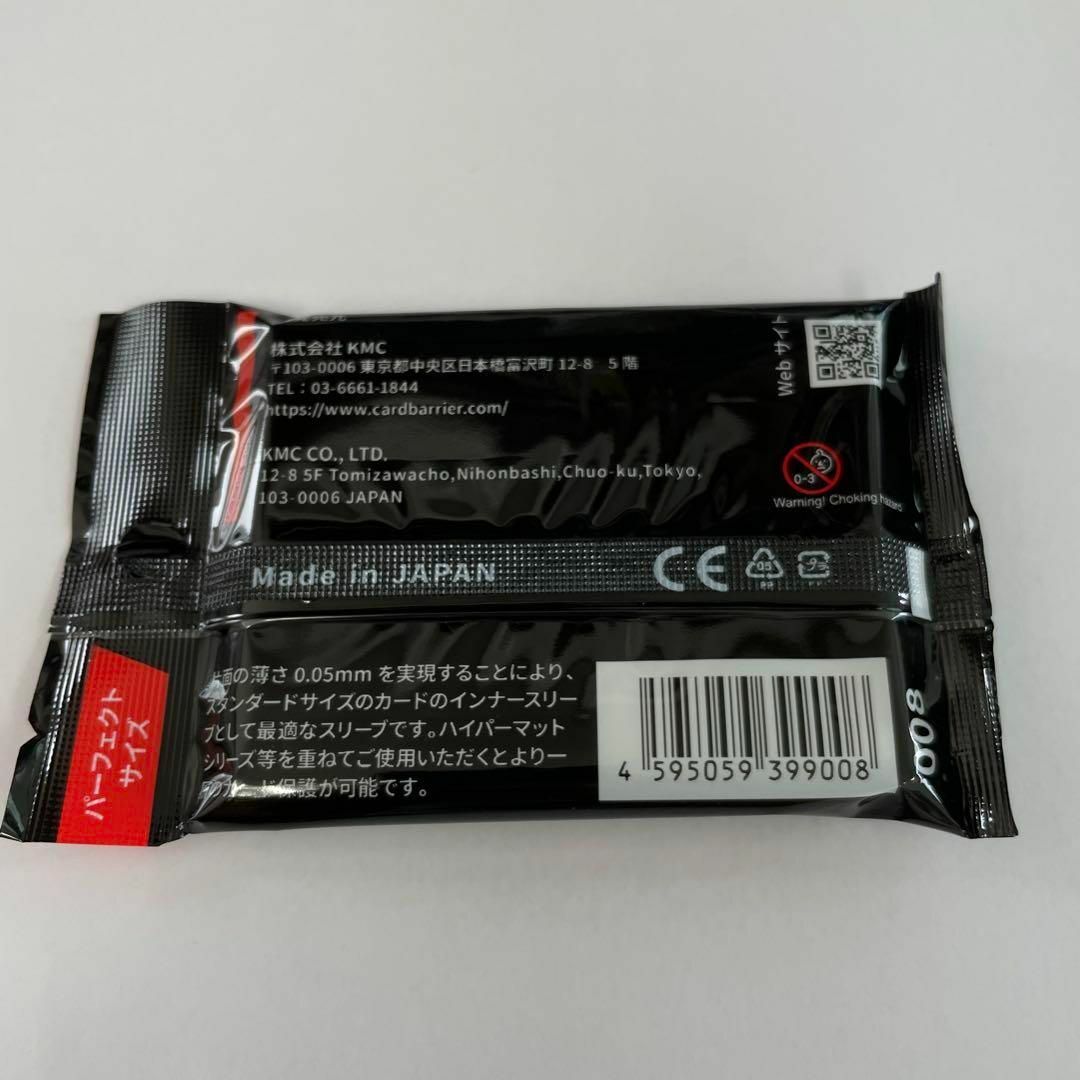 株式会社 KMC
〒103-0006 東京都中央区日本橋富沢町 12-8 5 階
TEL：03-6661-1844
https://www.cardbarrier.com/
KMC CO., LTD.
12-8 5F Tomizawacho,Nihonbashi,Chuo-ku,Tokyo,
103-0006 JAPAN
Web サイト
0-3
Warning! Choking hazard
Made in JAPAN
CE
05
PP
プラ
パーフェクト
サイズ
片面の薄さ 0.05mm を実現することにより、
スタンダードサイズのカードのインナースリー
ブとして最適なスリーブです。ハイパーマット
シリーズ等を重ねてご使用いただくとより一
保護が可能です。
4 595059 399008